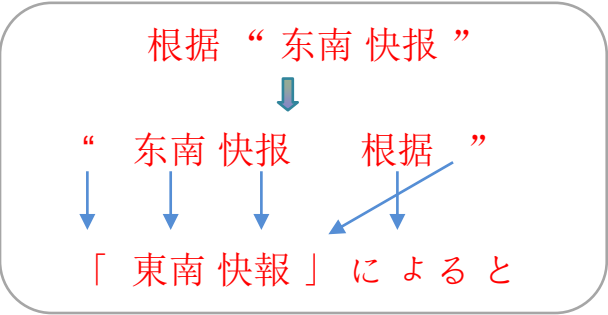 根据 “ 东南 快报 ”
“ 东南 快报 根据 ”
「 東南 快報 」 に よる と